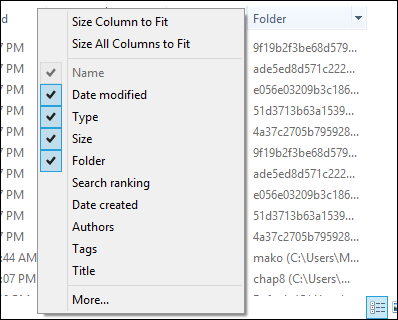 d
Folder
Size Column to Fit
Size All Columns to Fit
Name
Date modified
Type
Size
Folder
Search ranking
Date created
Authors
Tags
Title
More...
7 PM 9f19b2f3be68d579...
7 PM ade5ed8d571c222...
7 PM e056e03209b3c186...
7 PM 51d3713b63a1539...
7 PM 4a37c2705b795928...
7 PM 9f19b2f3be68d579...
7 PM ade5ed8d571c222...
7 PM e056e03209b3c186...
7 PM 51d3713b63a1539...
7 PM 4a37c2705b795928...
:44 AM mako (C:\Users\M...
:07 PM chap8 (C:\Users\...